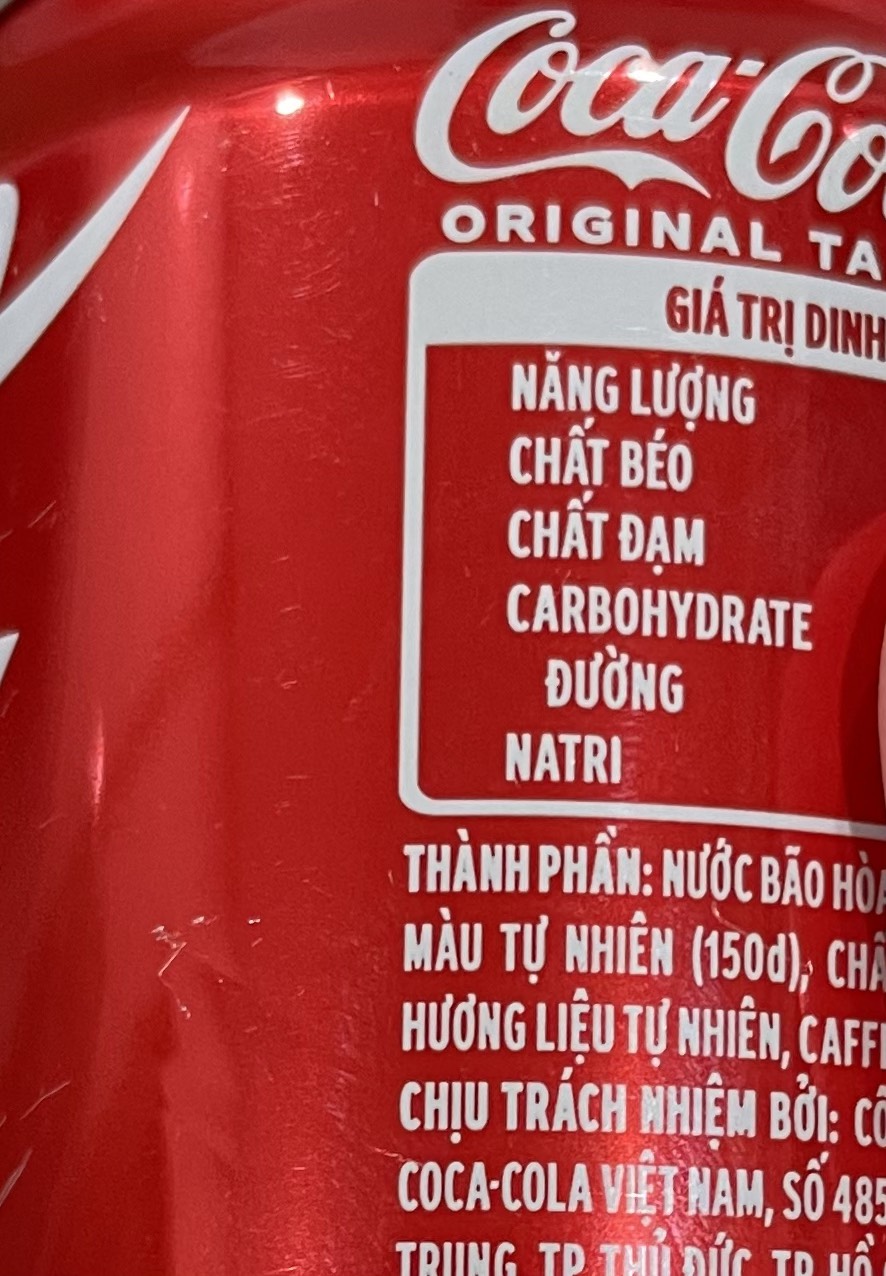 Coca-Co
ORIGINAL TA
GIÁ TRỊ DINH
NĂNG LƯỢNG
CHẤT BÉO
CHẤT ĐẠM
CARBOHYDRATE
ĐƯỜNG
NATRI
THÀNH PHẦN: NƯỚC BÃO HÒA
MÀU TỰ NHIÊN (150d), CHẤ
HƯƠNG LIỆU TỰ NHIÊN, CAFFE
CHỊU TRÁCH NHIỆM BỞI: CÔ
COCA-COLA VIỆT NAM, SỐ 485
TRUNG, TP THỦ ĐỨC, TP HỒ